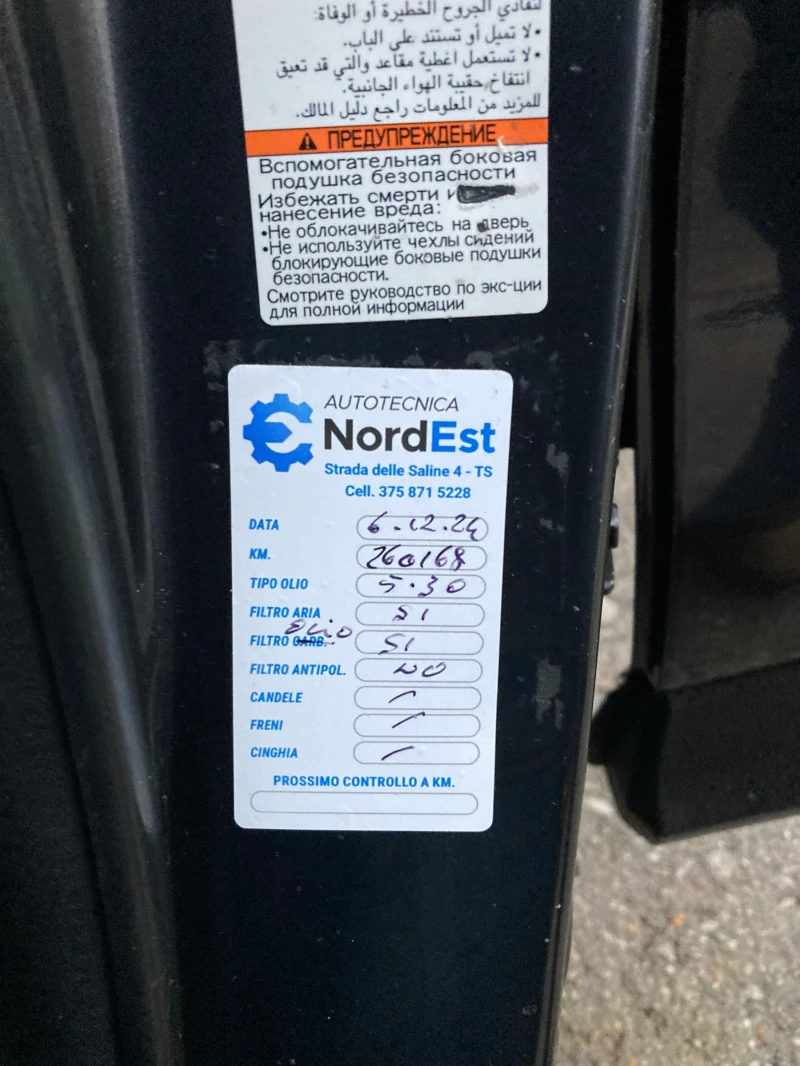 لتفادي الجروح الخطيرة أو الوفاة:
•لا تميل أو تستند على الباب.
•لا تستعمل اغطية مقاعد والتي قد تعيق
انتفاخ حقيبة الهواء الجانبية.
للمزيد من المعلومات راجع دليل المالك.
ПРЕДУПРЕЖДЕНИЕ
Вспомогательная боковая
подушка безопасности
Избежать смерти и
нанесение вреда:
•Не облокачивайтесь на дверь
•Не используйте чехлы сидений
блокирующие боковые подушки
безопасности.
Смотрите руководство по экс-ции
для полной информации
AUTOTECNICA
NordEst
Strada delle Saline 4 - TS
Cell. 375 871 5228
DATA 6.12.24
KM. 260168
TIPO OLIO 5.30
FILTRO ARIA SI
olio
FILTRO CARB. SI
FILTRO ANTIPOL. NO
CANDELE /
FRENI /
CINGHIA /
PROSSIMO CONTROLLO A KM.